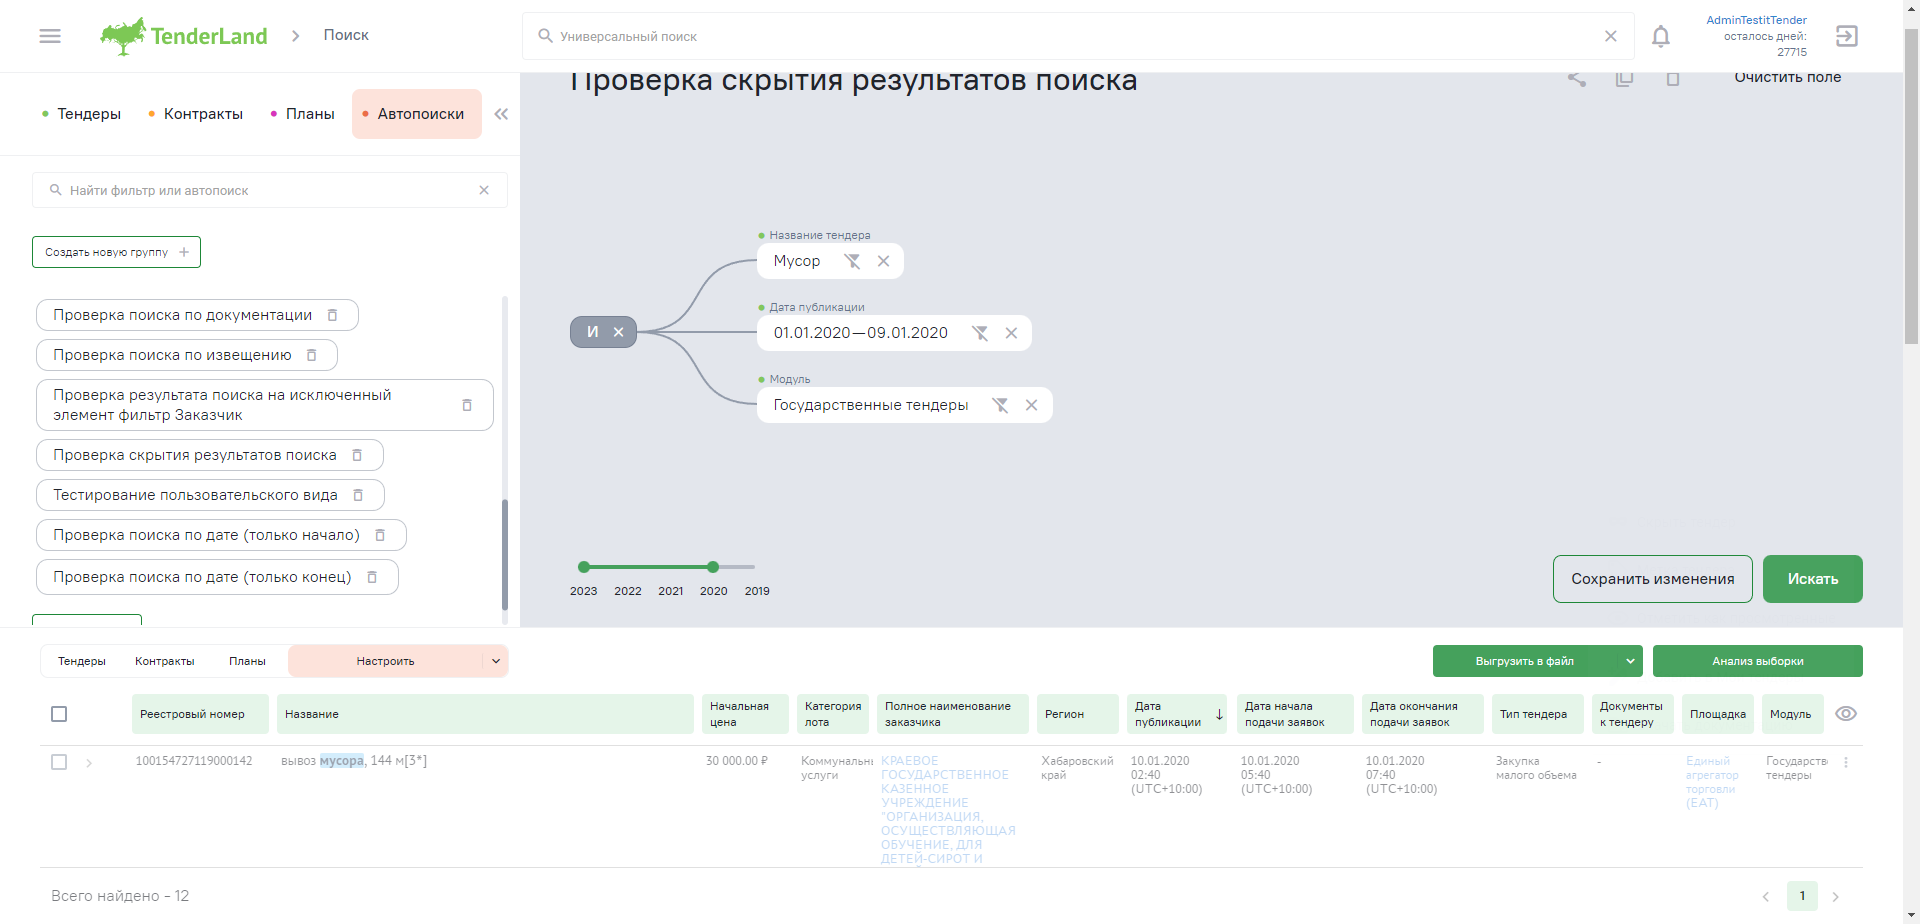 TenderLand
Поиск
Универсальный поиск
AdminTestitTender
осталось дней:
27715
Тендеры
Контракты
Планы
Автопоиски
Найти фильтр или автопоиск
Создать новую группу
Проверка поиска по документации
Проверка поиска по извещению
Проверка результата поиска на исключенный
элемент фильтр Заказчик
Проверка скрытия результатов поиска
Тестирование пользовательского вида
Проверка поиска по дате (только начало)
Проверка поиска по дате (только конец)
Проверка скрытия результатов поиска
Очистить поле
Название тендера
Мусор
Дата публикации
01.01.2020—09.01.2020
И
Модуль
Государственные тендеры
2023 2022 2021 2020 2019
Сохранить изменения
Искать
Тендеры Контракты Планы Настроить
Выгрузить в файл
Анализ выборки
Реестровый номер
Название
Начальная
цена
Категория
лота
Полное наименование
заказчика
Регион
Дата
публикации
Дата начала
подачи заявок
Дата окончания
подачи заявок
Тип тендера
Документы
к тендеру
Площадка
Модуль
100154727119000142
вывоз мусора, 144 м[3*]
30 000.00 ₽
Коммунальны
услуги
КРАЕВОЕ
ГОСУДАРСТВЕННОЕ
КАЗЕННОЕ
УЧРЕЖДЕНИЕ
"ОРГАНИЗАЦИЯ,
ОСУЩЕСТВЛЯЮЩАЯ
ОБУЧЕНИЕ, ДЛЯ
ДЕТЕЙ-СИРОТ И
Хабаровский
край
10.01.2020
02:40
(UTC+10:00)
10.01.2020
05:40
(UTC+10:00)
10.01.2020
07:40
(UTC+10:00)
Закупка
малого объема
-
Единый
агрегатор
торговли
(ЕАТ)
Государств
тендеры
Всего найдено - 12
1